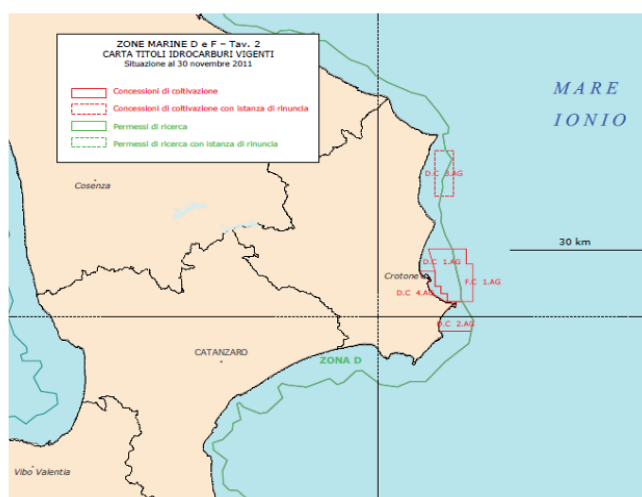 ZONE MARINE D e F – Tav. 2
CARTA TITOLI IDROCARBURI VIGENTI
Situazione al 30 novembre 2011
Concessioni di coltivazione
Concessioni di coltivazione con istanza di rinuncia
Permessi di ricerca
Permessi di ricerca con istanza di rinuncia
MARE
IONIO
D.C 3.AG
Cosenza
30 km
D.C 1.AG
Crotone
F.C 1.AG
D.C 4.AG
D.C 2.AG
CATANZARO
ZONA D
Vibo Valentia